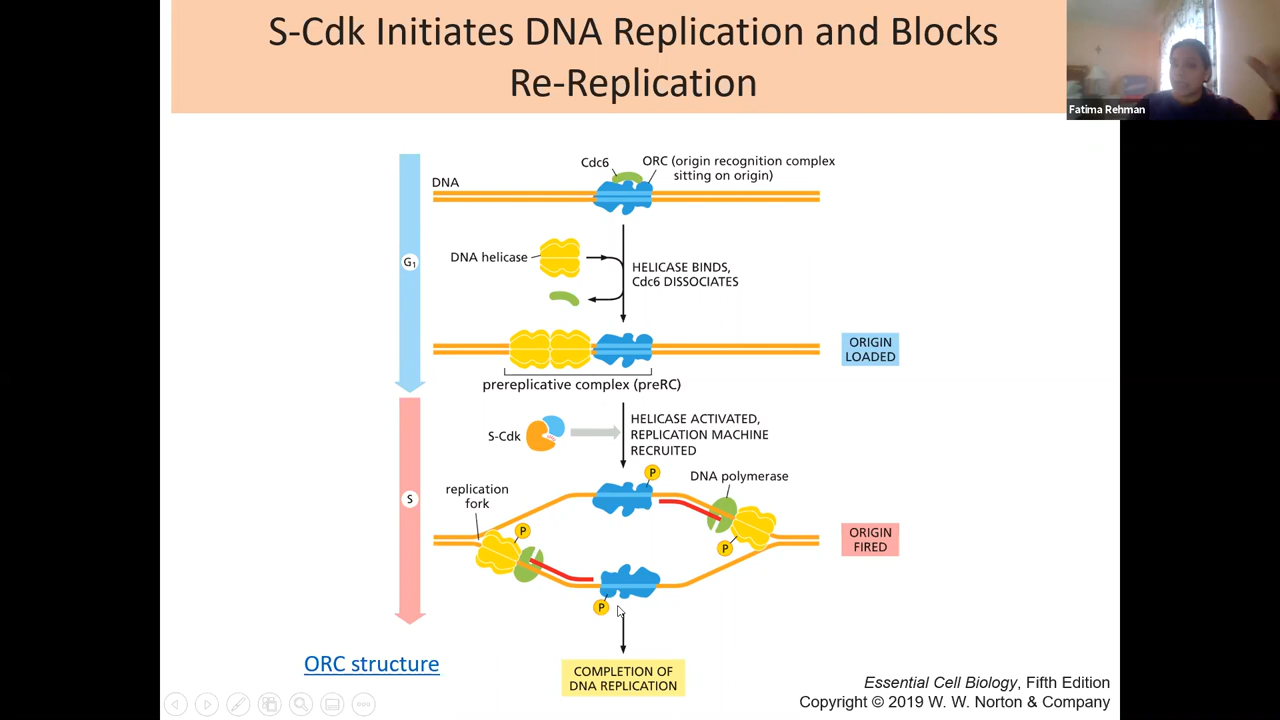 S-Cdk Initiates DNA Replication and Blocks
Re-Replication
Fatima Rehman
Cdc6
ORC (origin recognition complex
sitting on origin)
DNA
G1
DNA helicase
HELICASE BINDS,
Cdc6 DISSOCIATES
ORIGIN
LOADED
prereplicative complex (preRC)
S-Cdk
HELICASE ACTIVATED,
REPLICATION MACHINE
RECRUITED
P
DNA polymerase
replication
fork
S
P
P
ORIGIN
FIRED
P
ORC structure
COMPLETION OF
DNA REPLICATION
Essential Cell Biology, Fifth Edition
Copyright © 2019 W. W. Norton & Company